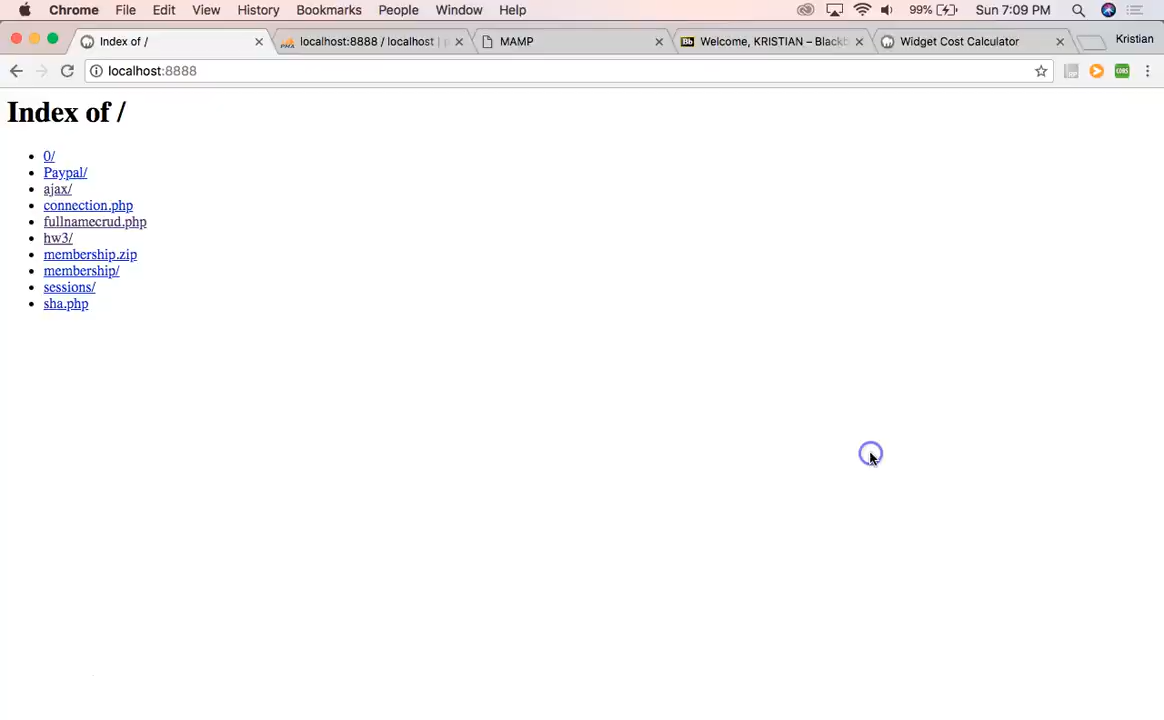 Chrome File Edit View History Bookmarks People Window Help 99% Sun 7:09 PM
Index of / localhost:8888 / localhost | p MAMP Bb Welcome, KRISTIAN – Blackb Widget Cost Calculator Kristian
localhost:8888
Index of /
0/
Paypal/
ajax/
connection.php
fullnamecrud.php
hw3/
membership.zip
membership/
sessions/
sha.php